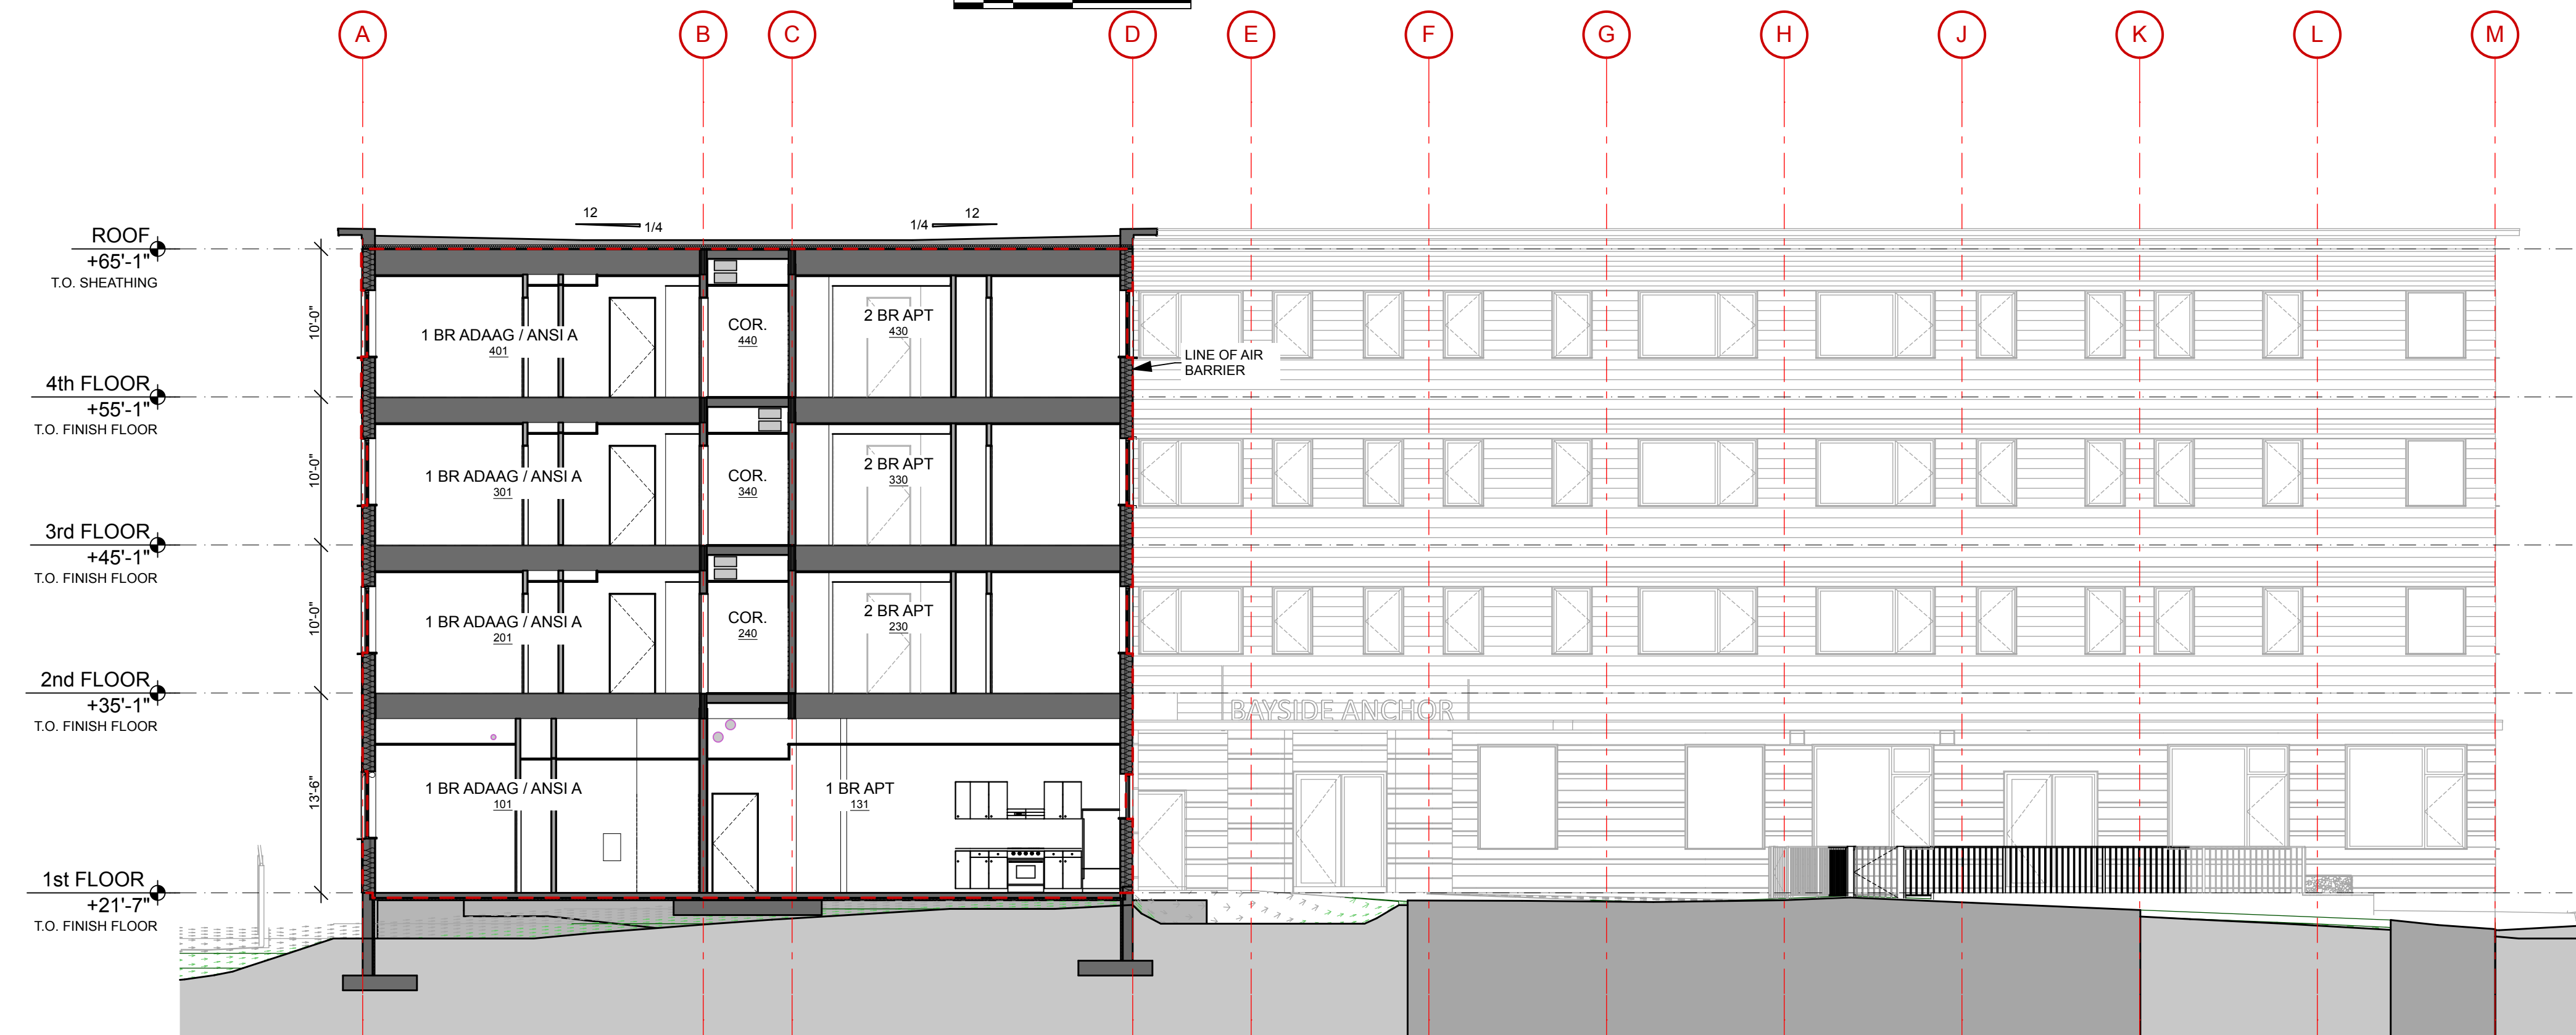 A B C D E F G H J K L M
12 1/4
1/4 12
ROOF
+65'-1"
T.O. SHEATHING
10'-0"
1 BR ADAAG / ANSI A
401
COR.
440
2 BR APT
430
LINE OF AIR
BARRIER
4th FLOOR
+55'-1"
T.O. FINISH FLOOR
10'-0"
1 BR ADAAG / ANSI A
301
COR.
340
2 BR APT
330
3rd FLOOR
+45'-1"
T.O. FINISH FLOOR
10'-0"
1 BR ADAAG / ANSI A
201
COR.
240
2 BR APT
230
2nd FLOOR
+35'-1"
T.O. FINISH FLOOR
BAYSIDE ANCHOR
13'-6"
1 BR ADAAG / ANSI A
101
1 BR APT
131
1st FLOOR
+21'-7"
T.O. FINISH FLOOR